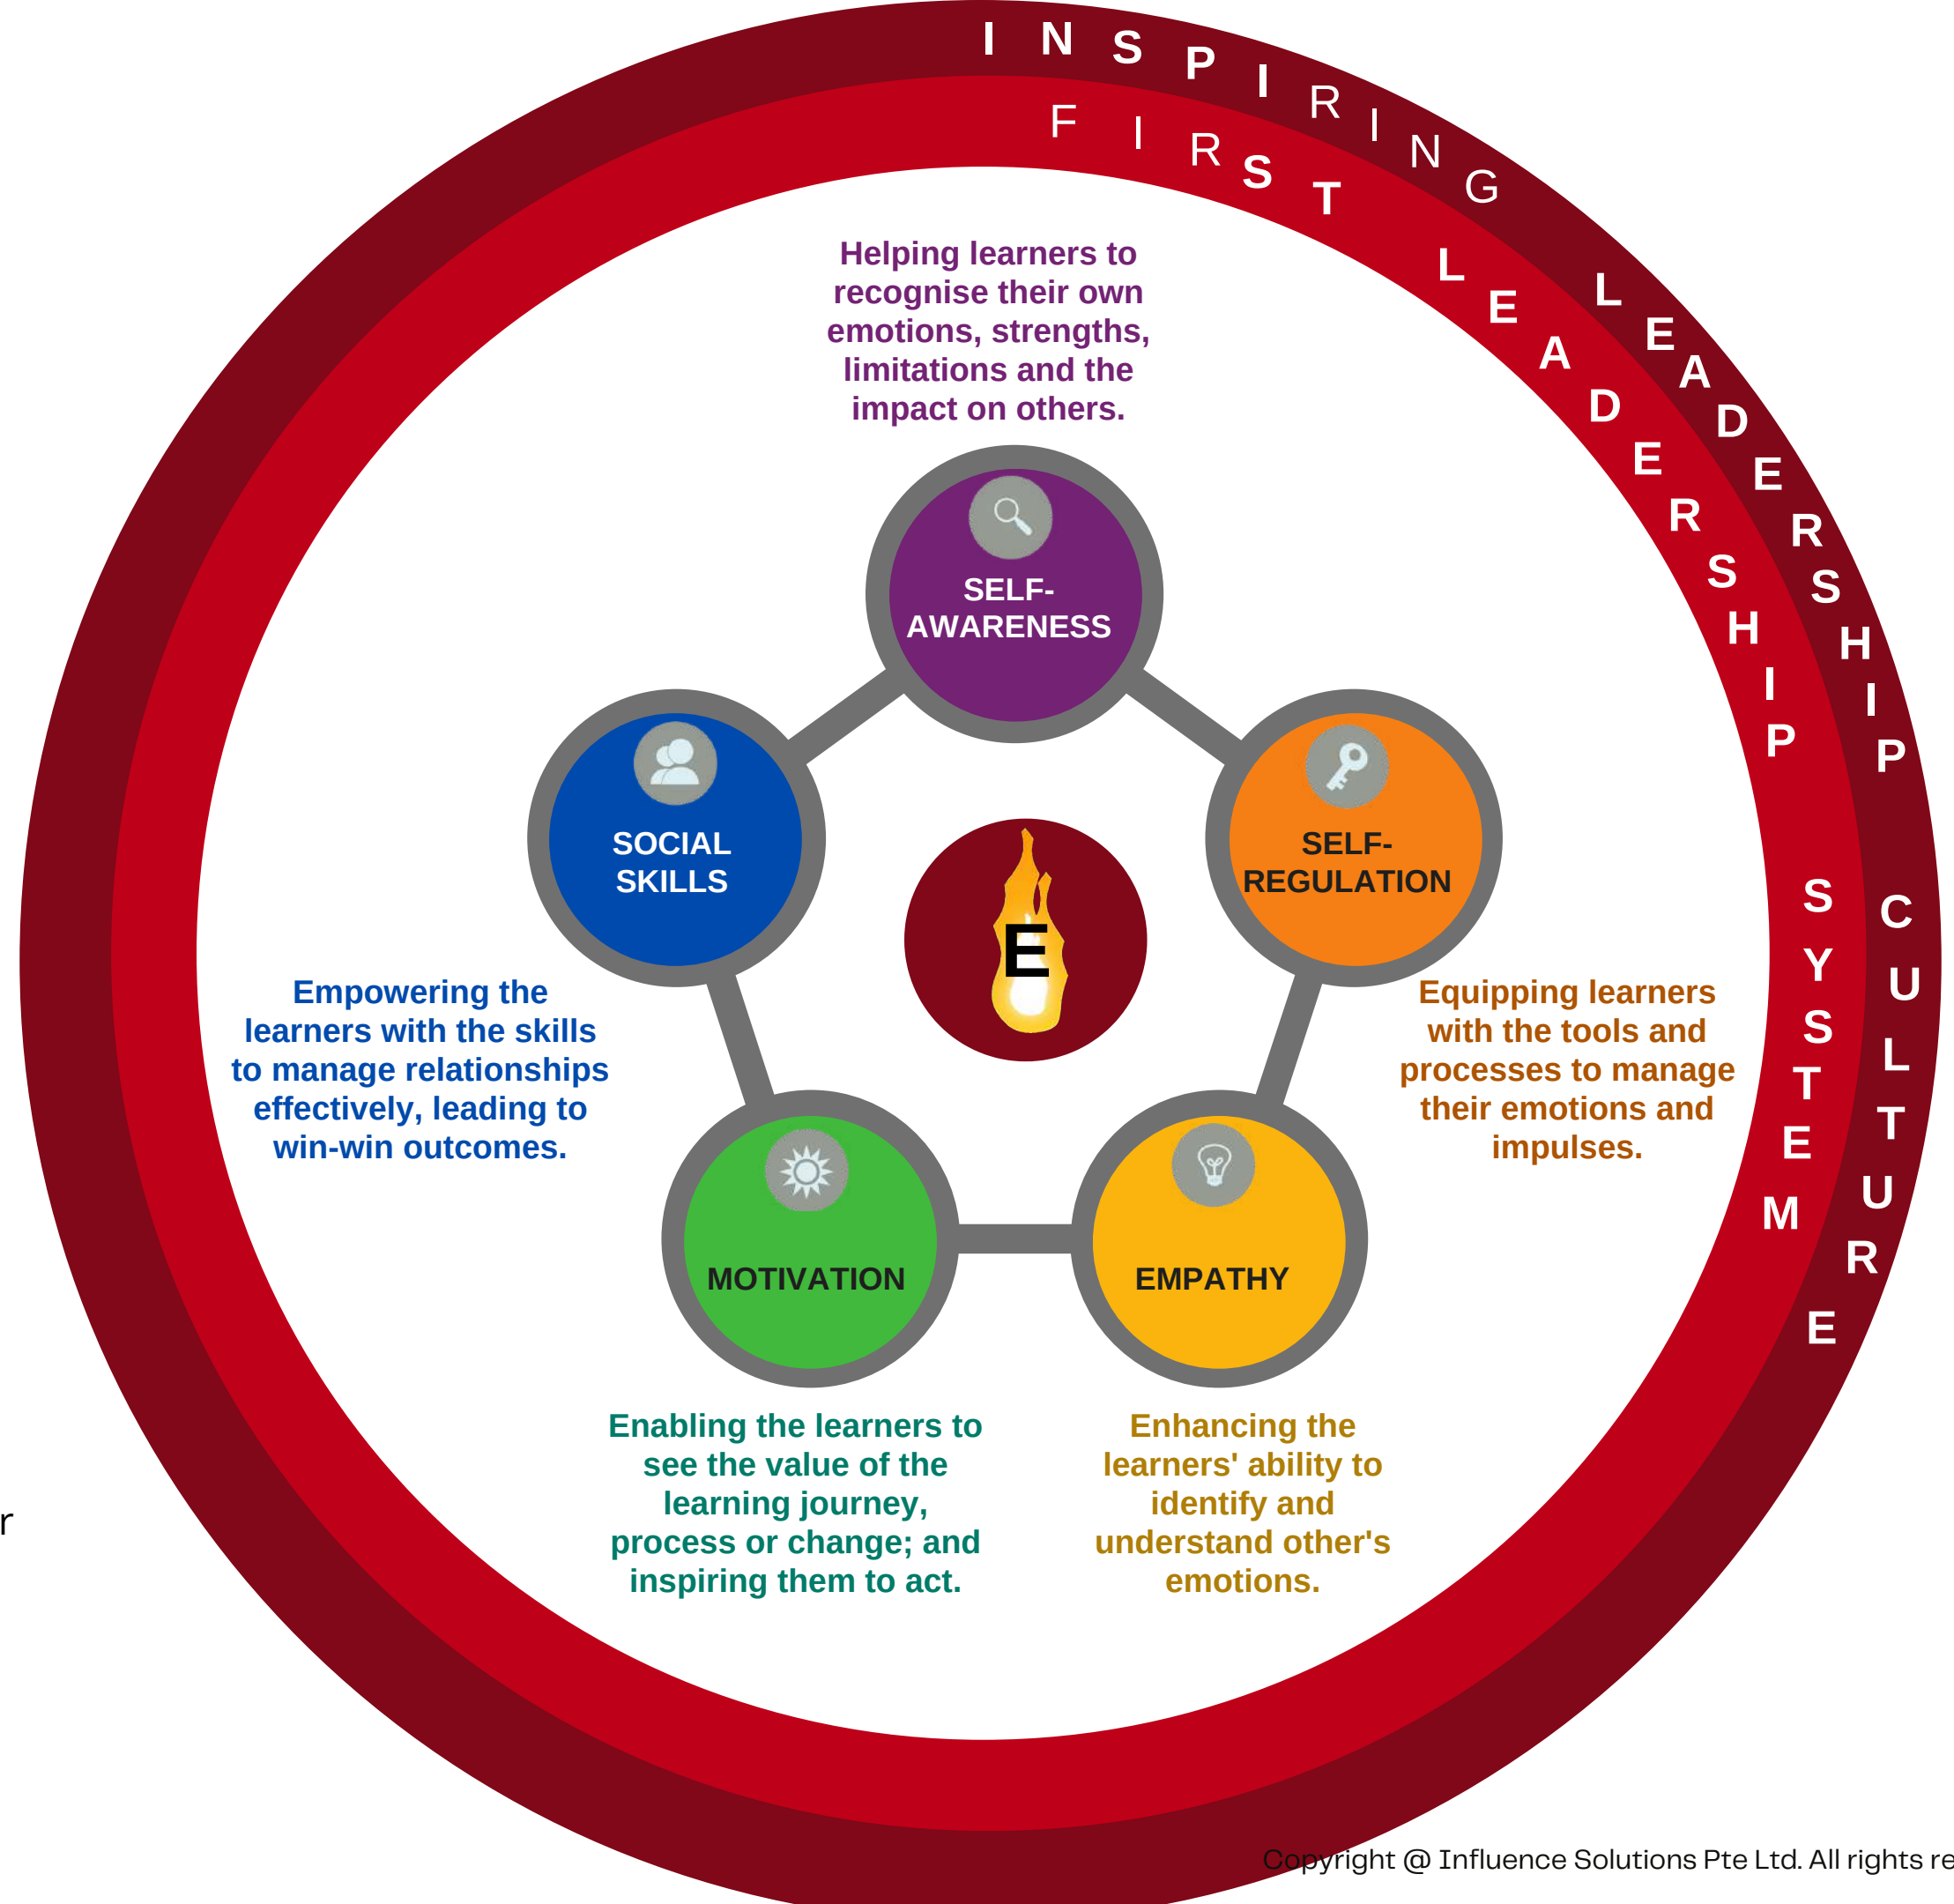 INSPIRING LEADERSHIP CULTURE
FIRST LEADERSHIP SYSTEM
Helping learners to
recognise their own
emotions, strengths,
limitations and the
impact on others.
SELF-
AWARENESS
SOCIAL
SKILLS
SELF-
REGULATION
E
Empowering the
learners with the skills
to manage relationships
effectively, leading to
win-win outcomes.
Equipping learners
with the tools and
processes to manage
their emotions and
impulses.
MOTIVATION
EMPATHY
Enabling the learners to
see the value of the
learning journey,
process or change; and
inspiring them to act.
Enhancing the
learners' ability to
identify and
understand other's
emotions.
r
Copyright @ Influence Solutions Pte Ltd. All rights re